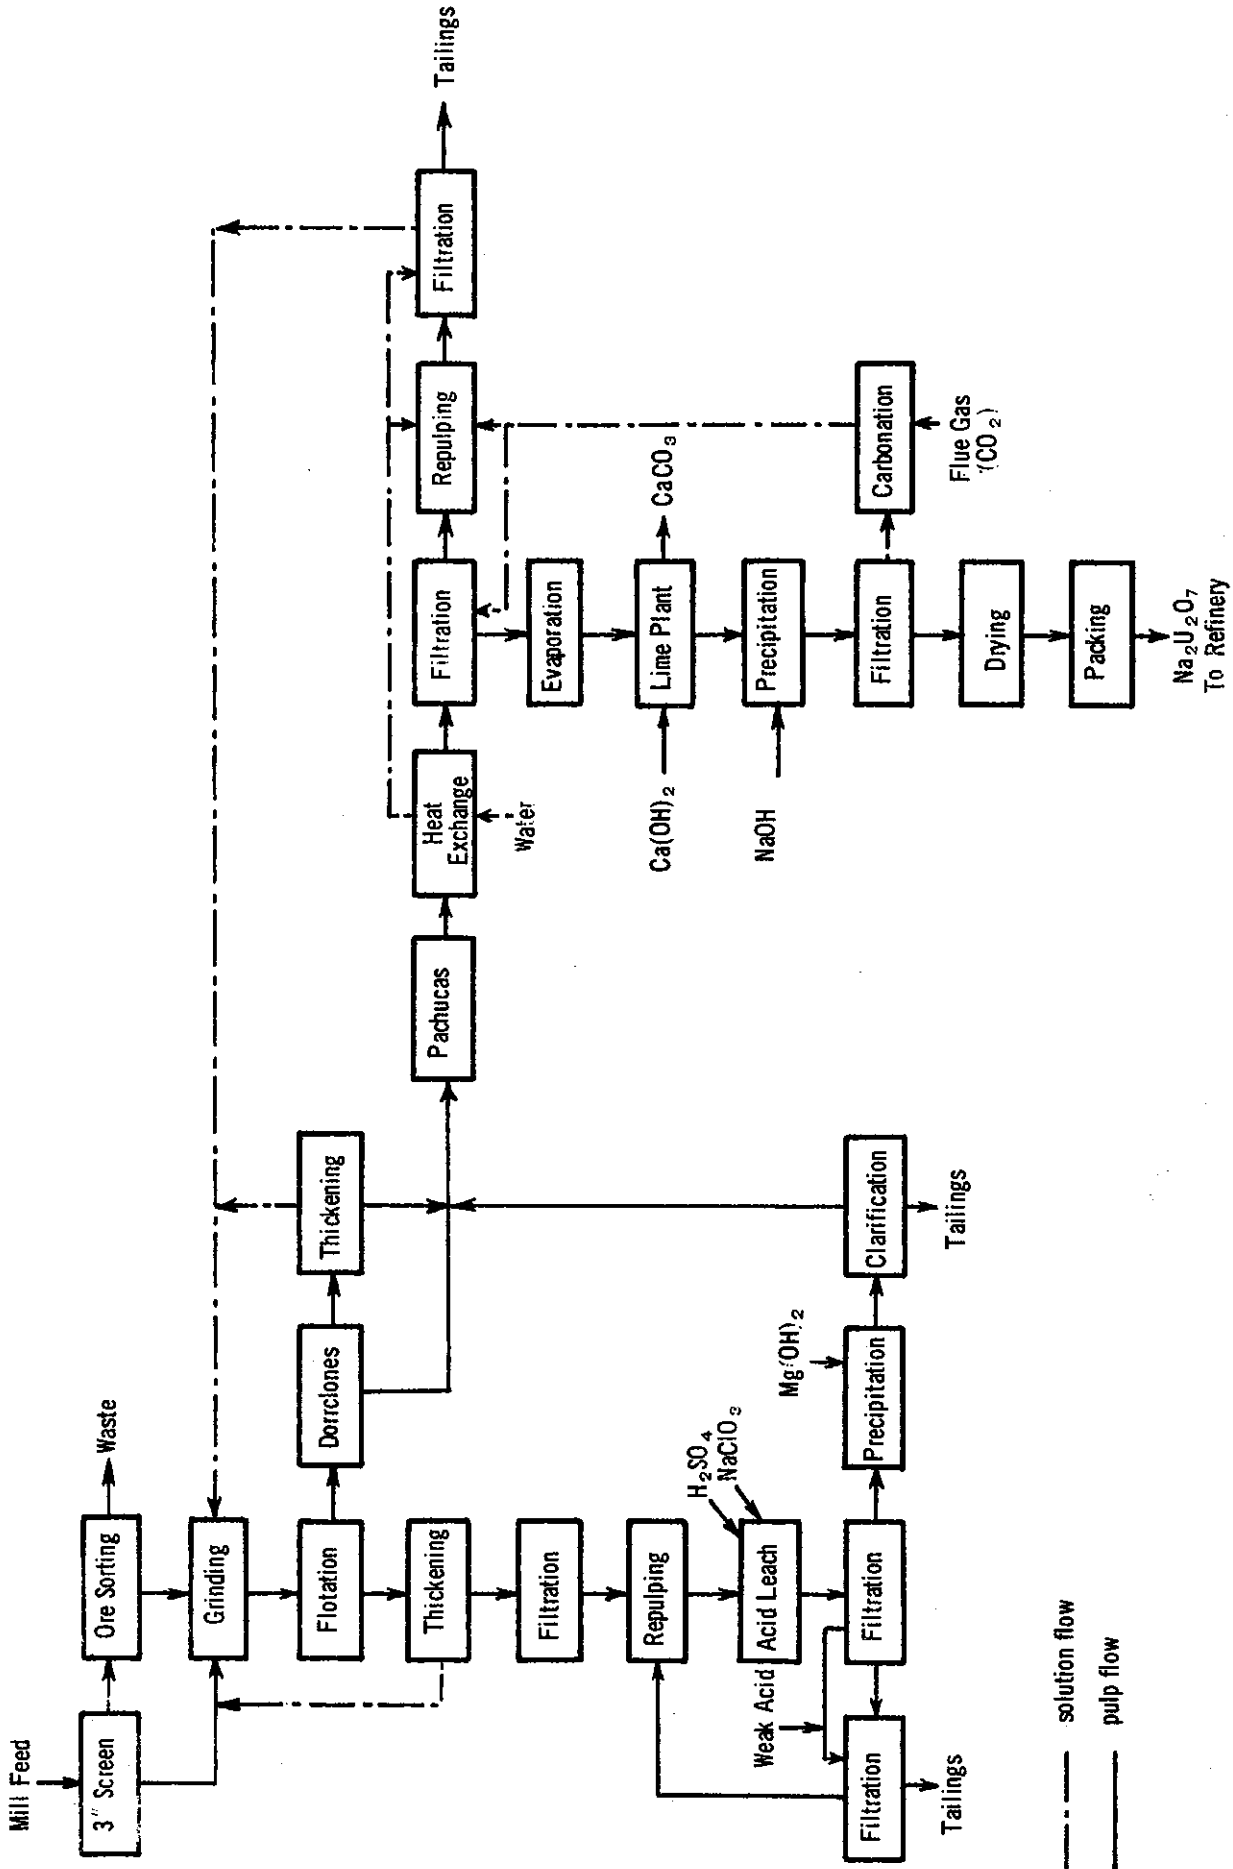 Mill Feed
3" Screen
Ore Sorting
Waste
Grinding
Flotation
Dorrclones
Thickening
Thickening
Filtration
Repulping
H₂SO₄
NaClO₃
Acid Leach
Weak Acid
Filtration
Filtration
Tailings
Mg(OH)₂
Precipitation
Clarification
Tailings
Pachucas
Heat
Exchange
Water
Filtration
Repulping
Filtration
Tailings
Evaporation
Ca(OH)₂
Lime Plant
CaCO₃
NaOH
Precipitation
Filtration
Carbonation
Flue Gas
(CO₂)
Drying
Packing
Na₂U₂O₇
To Refinery
solution flow
pulp flow